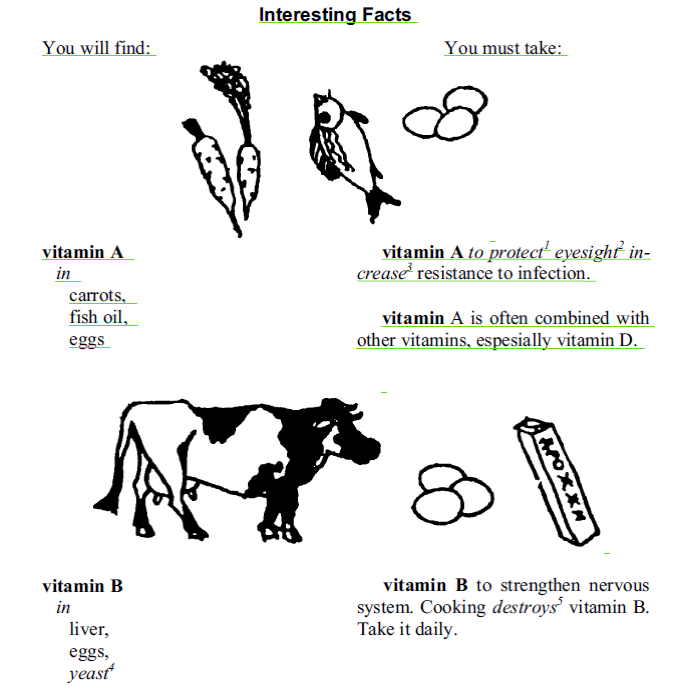 Interesting Facts
You will find:
You must take:
vitamin A
in
carrots,
fish oil,
eggs
vitamin A to protect¹ eyesight² in-
crease³ resistance to infection.
vitamin A is often combined with
other vitamins, espesially vitamin D.
vitamin B
in
liver,
eggs,
yeast⁴
vitamin B to strengthen nervous
system. Cooking destroys⁵ vitamin B.
Take it daily.